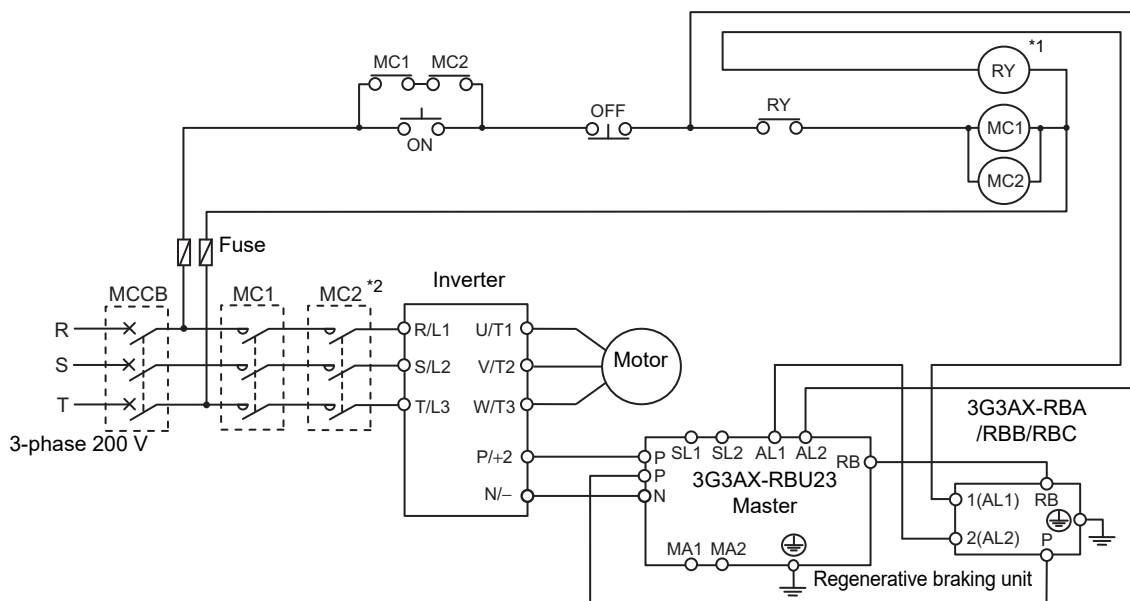 *1
RY
MC1 MC2
OFF
RY
MC1
ON
MC2
Fuse
Inverter
MCCB
MC1
MC2 *2
R
R/L1
U/T1
S
S/L2
V/T2
Motor
T
T/L3
W/T3
3-phase 200 V
3G3AX-RBA
/RBB/RBC
SL1 SL2 AL1 AL2
P/+2
P
RB
P
3G3AX-RBU23
Master
N/−
N
1(AL1)
RB
2(AL2)
P
MA1 MA2
Regenerative braking unit